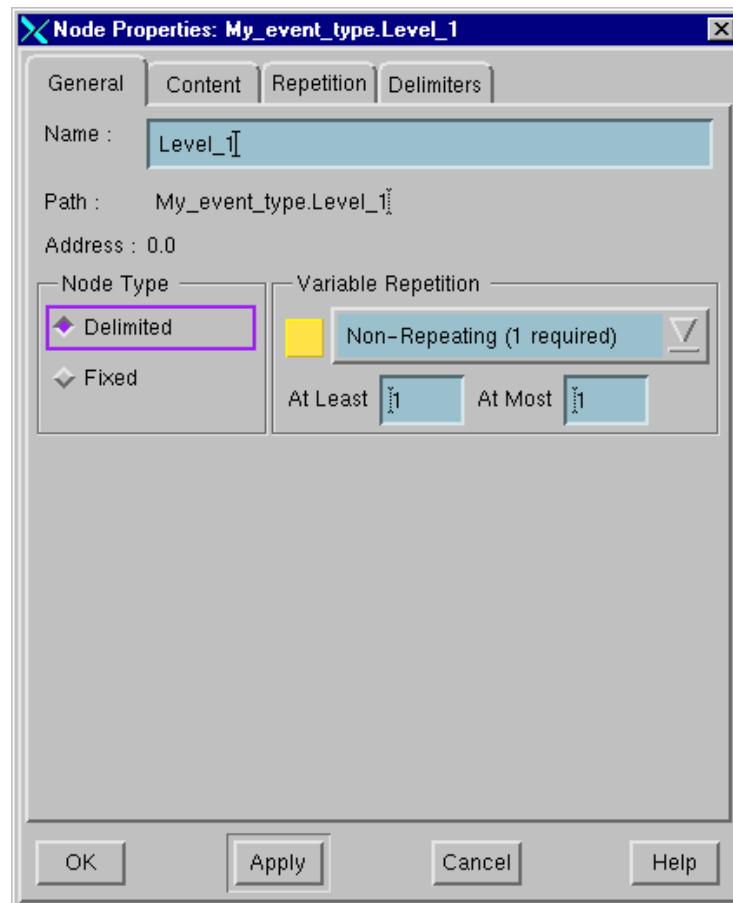 Node Properties: My_event_type.Level_1
General Content Repetition Delimiters
Name : Level_1
Path : My_event_type.Level_1
Address : 0.0
Node Type
Delimited
Fixed
Variable Repetition
Non-Repeating (1 required)
At Least 1 At Most 1
OK Apply Cancel Help